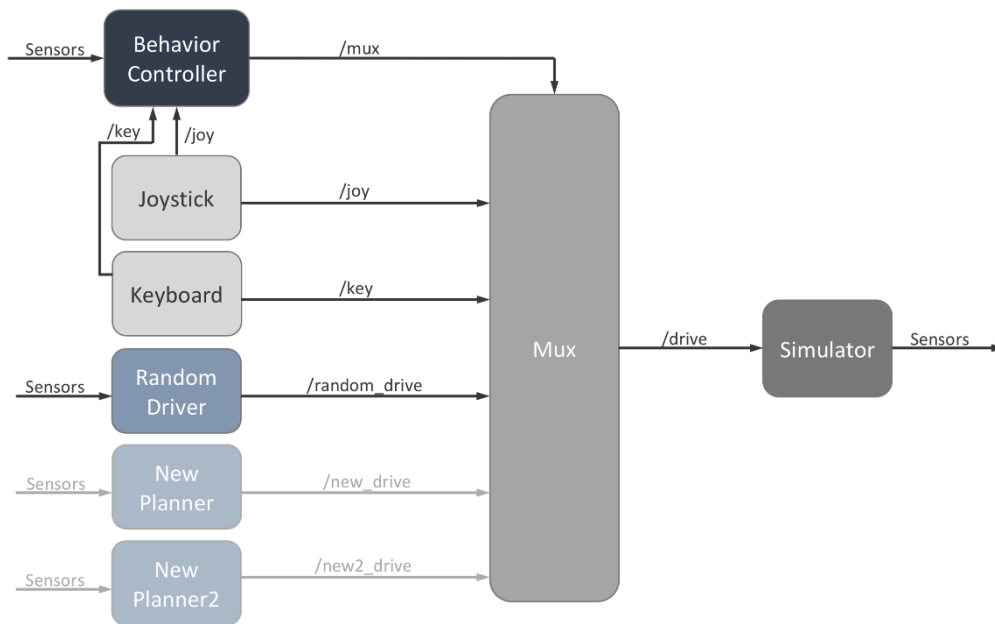 Sensors
Behavior
Controller
/mux
/key
/joy
Joystick
/joy
Keyboard
/key
Mux
/drive
Simulator
Sensors
Sensors
Random
Driver
/random_drive
Sensors
New
Planner
/new_drive
Sensors
New
Planner2
/new2_drive